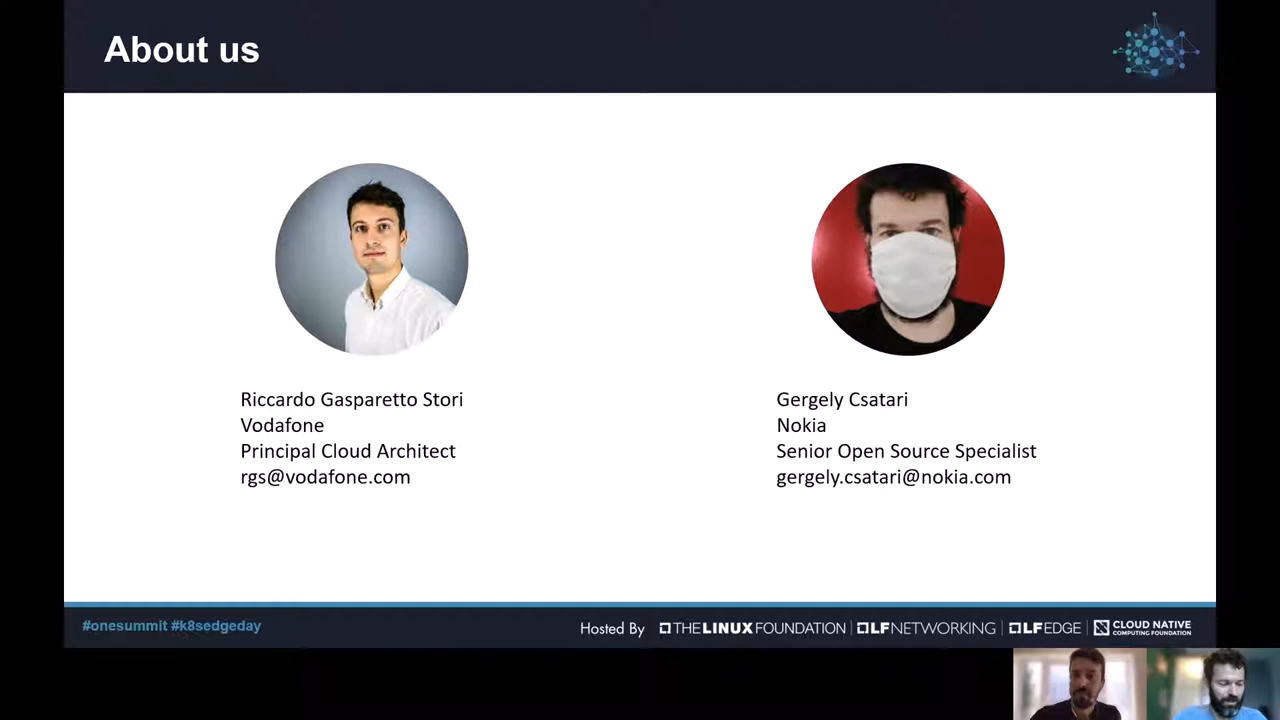 About us
Riccardo Gasparetto Stori
Vodafone
Principal Cloud Architect
rgs@vodafone.com
Gergely Csatari
Nokia
Senior Open Source Specialist
gergely.csatari@nokia.com
#onesummit #k8sedgeday
Hosted By
THE LINUX FOUNDATION
LF NETWORKING
LF EDGE
CLOUD NATIVE
COMPUTING FOUNDATION